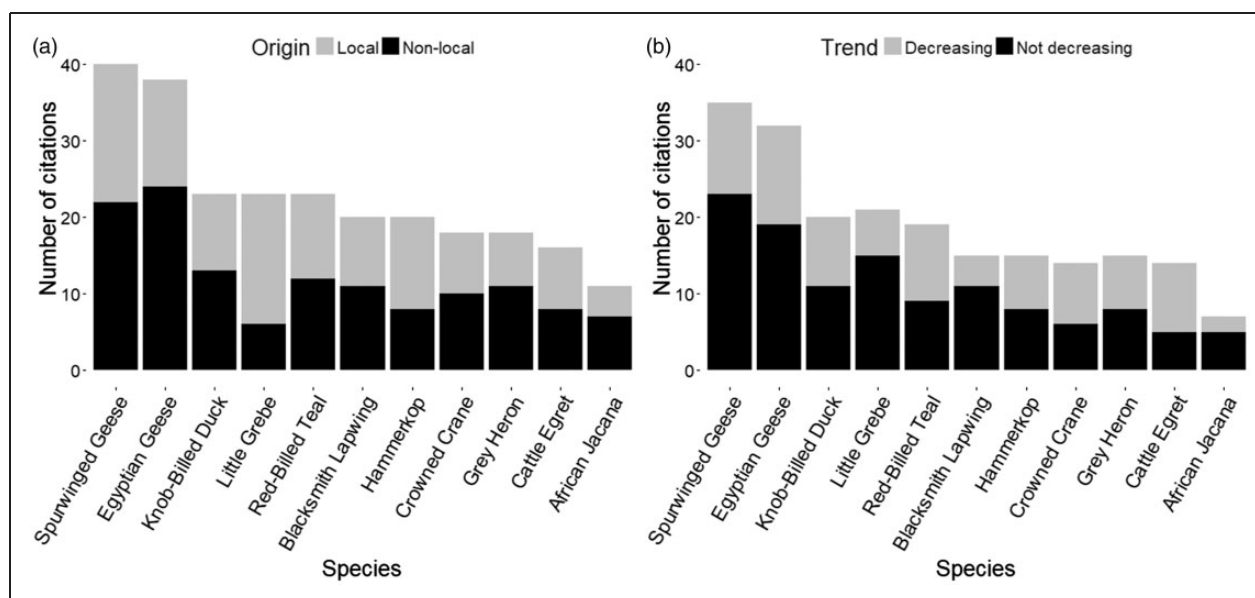 (a)
Origin Local Non-local
Number of citations
40
30
20
10
0
Spurwinged Geese
Egyptian Geese
Knob-Billed Duck
Little Grebe
Red-Billed Teal
Blacksmith Lapwing
Hammerkop
Crowned Crane
Grey Heron
Cattle Egret
African Jacana
Species
(b)
Trend Decreasing Not decreasing
Number of citations
40
30
20
10
0
Spurwinged Geese
Egyptian Geese
Knob-Billed Duck
Little Grebe
Red-Billed Teal
Blacksmith Lapwing
Hammerkop
Crowned Crane
Grey Heron
Cattle Egret
African Jacana
Species